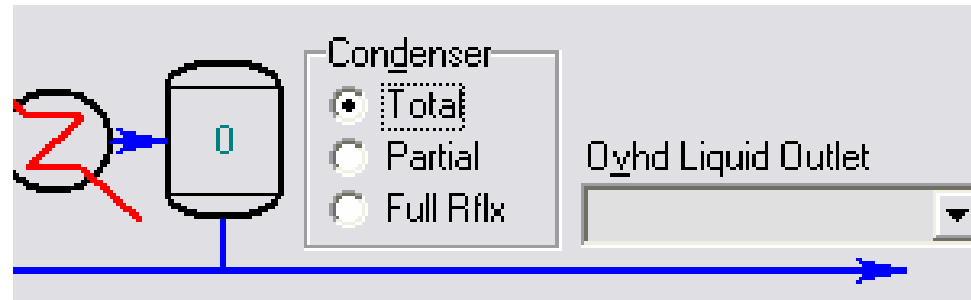 Condenser
0
Total
Partial
Full Rflx
Ovhd Liquid Outlet